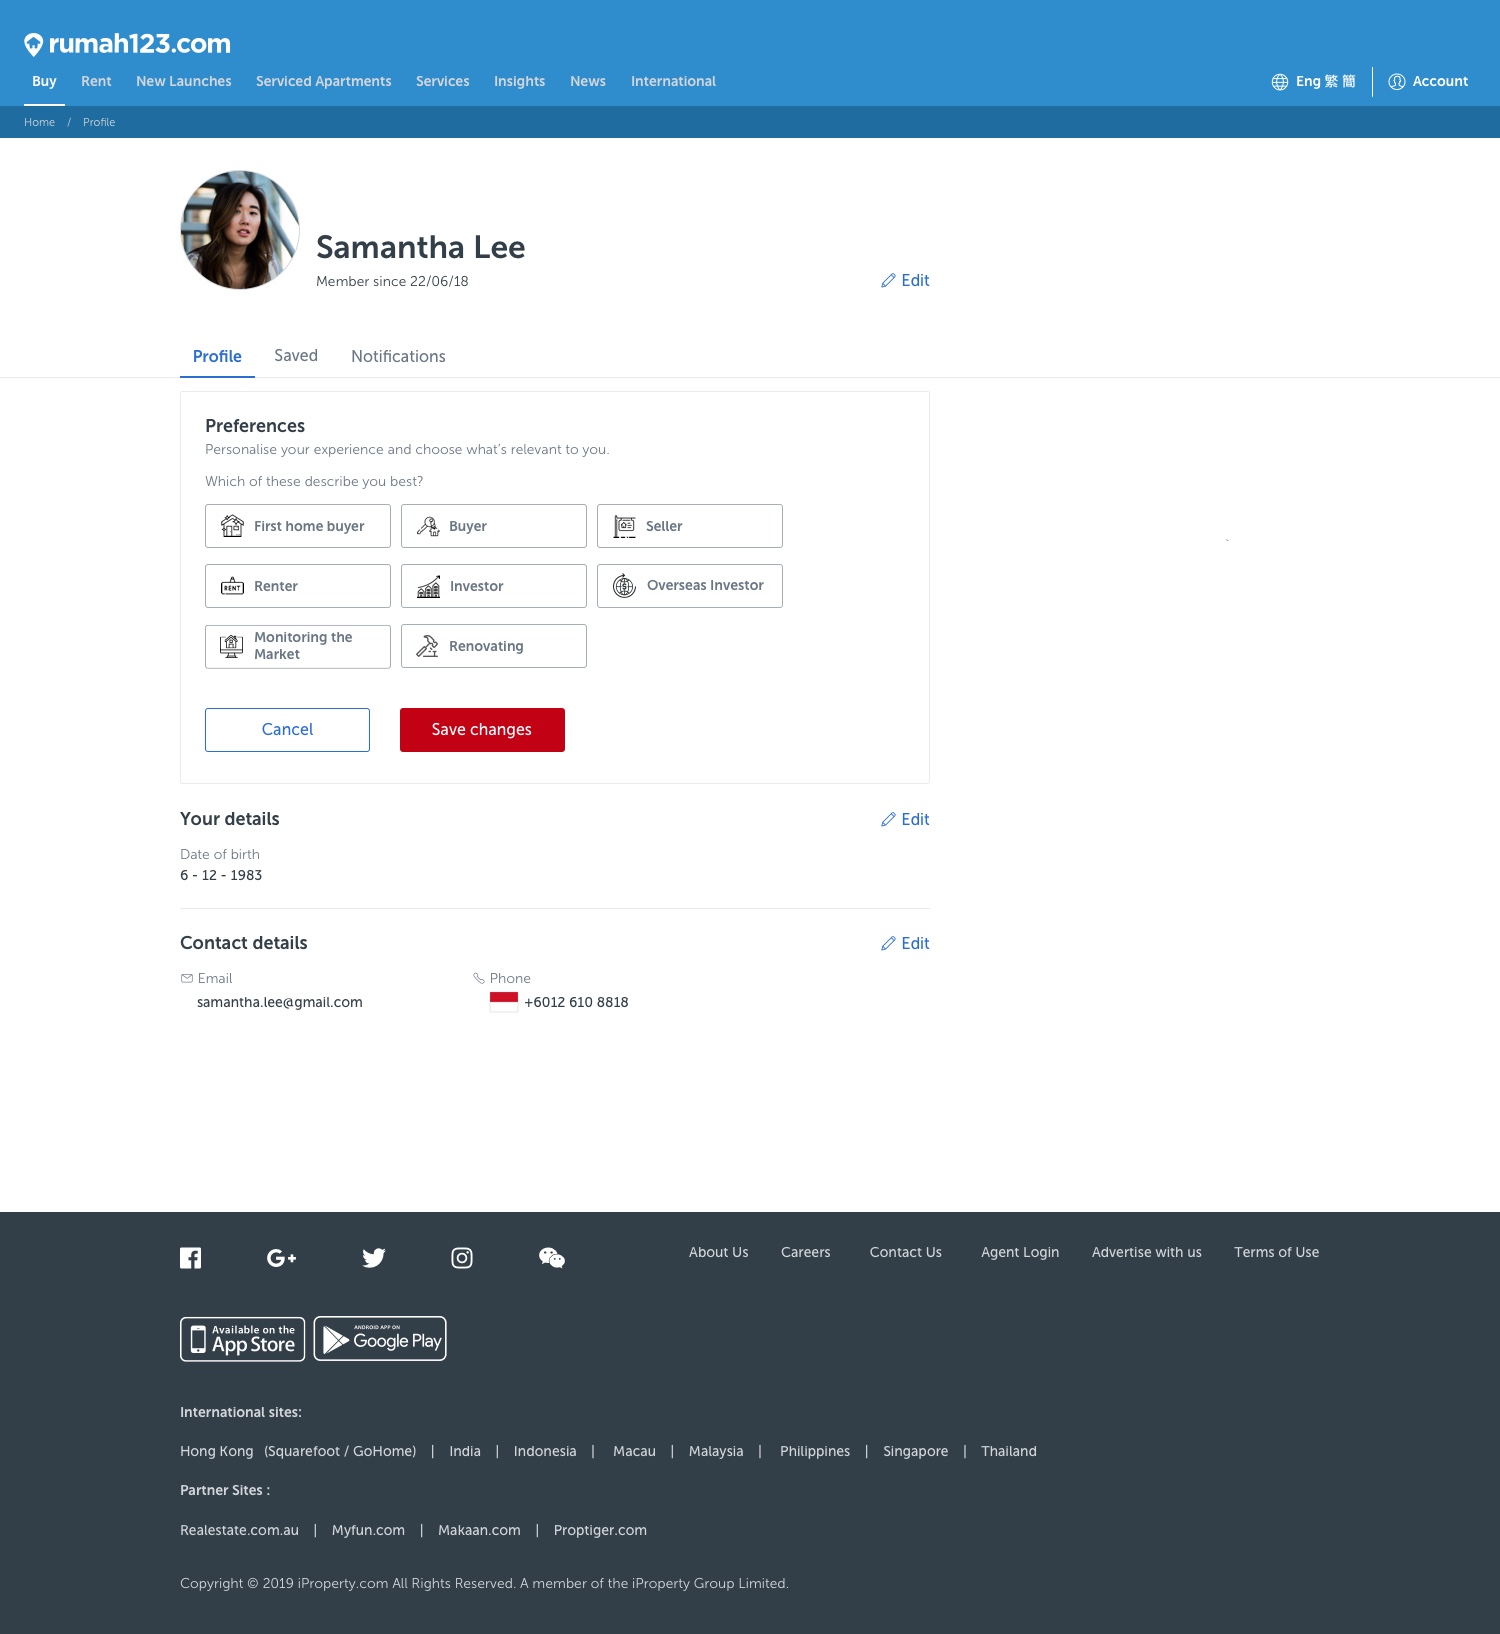 rumah123.com
Buy Rent New Launches Serviced Apartments Services Insights News International Eng 繁 簡 Account
Home / Profile
Samantha Lee
Member since 22/06/18
Edit
Profile Saved Notifications
Preferences
Personalise your experience and choose what's relevant to you.
Which of these describe you best?
First home buyer Buyer Seller
RENT Renter Investor Overseas Investor
Monitoring the
Market
Renovating
Cancel Save changes
Your details Edit
Date of birth
6 - 12 - 1983
Contact details Edit
Email Phone
samantha.lee@gmail.com +6012 610 8818
About Us Careers Contact Us Agent Login Advertise with us Terms of Use
Available on the
App Store
ANDROID APP ON
Google Play
International sites:
Hong Kong (Squarefoot / GoHome) | India | Indonesia | Macau | Malaysia | Philippines | Singapore | Thailand
Partner Sites :
Realestate.com.au | Myfun.com | Makaan.com | Proptiger.com
Copyright © 2019 iProperty.com All Rights Reserved. A member of the iProperty Group Limited.